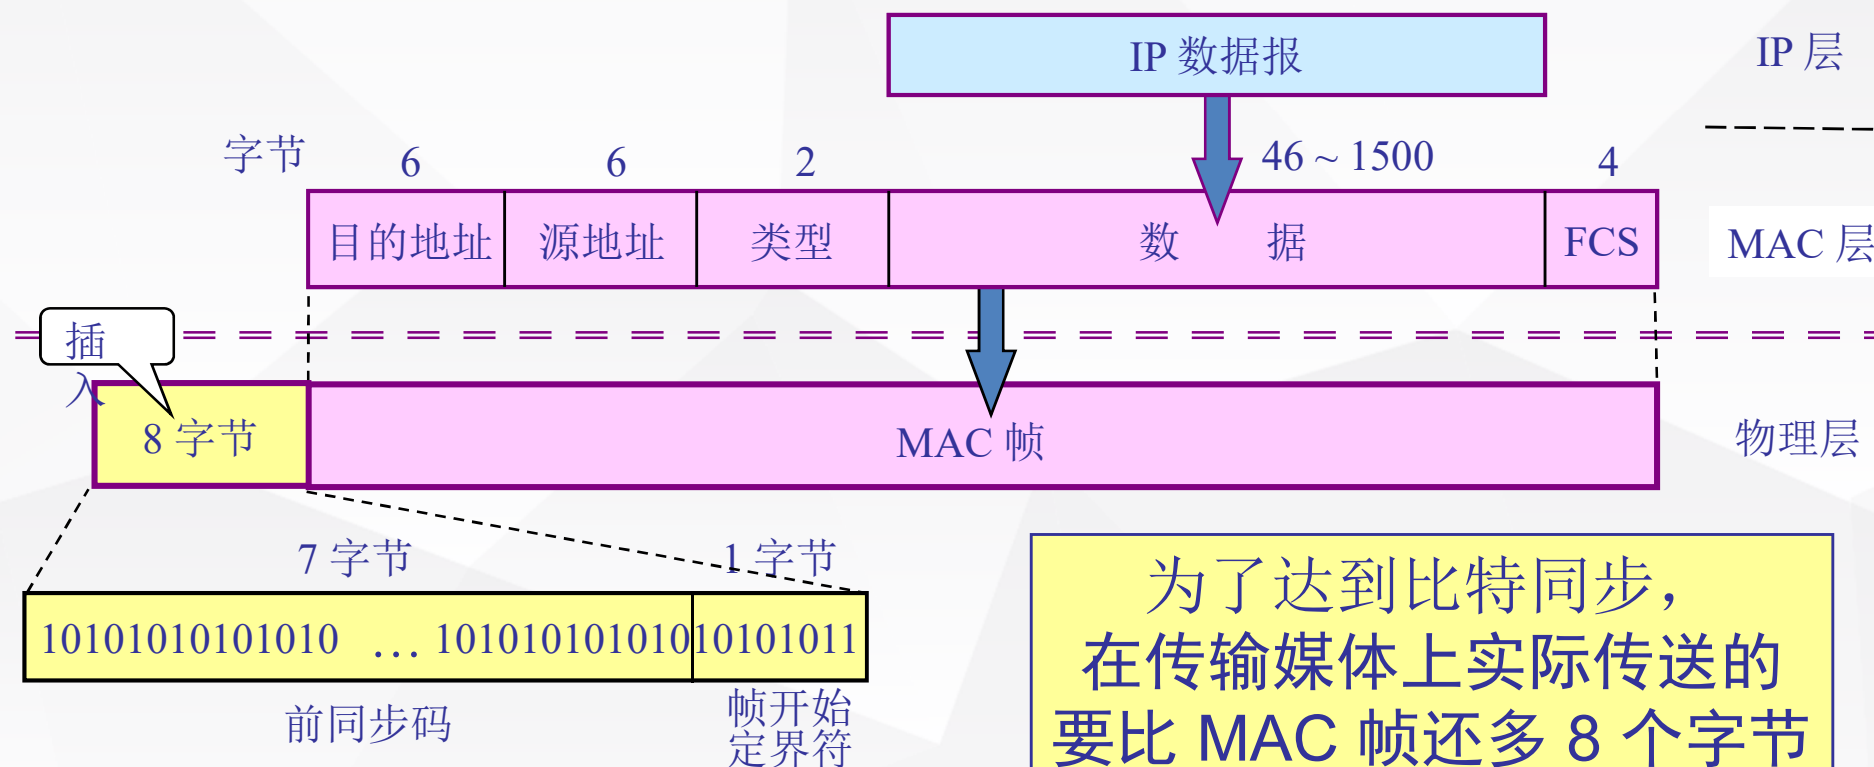 IP 数据报
IP 层
字节
6
6
2
46 ~ 1500
4
目的地址
源地址
类型
数 据
FCS
MAC 层
插
入
8 字节
MAC 帧
物理层
7 字节
1 字节
10101010101010 … 101010101010
10101011
前同步码
帧开始
定界符
为了达到比特同步，
在传输媒体上实际传送的
要比 MAC 帧还多 8 个字节